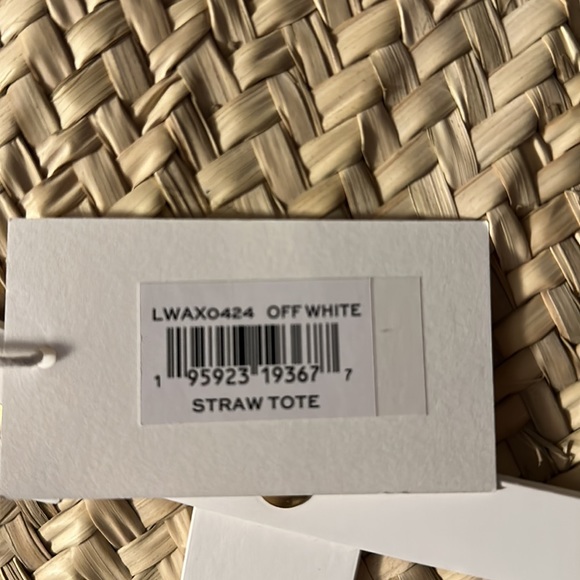 LWAX0424 OFF WHITE
1 95923 19367 7
STRAW TOTE